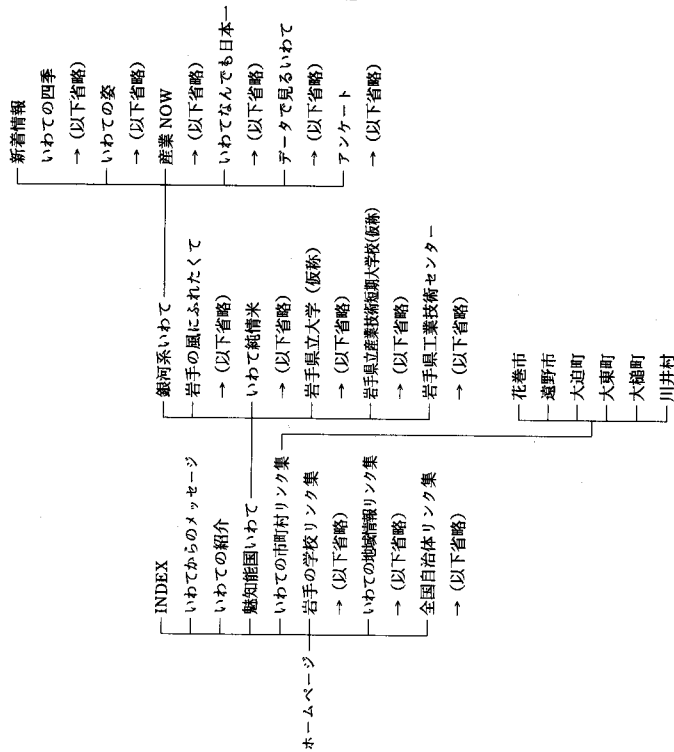 ホームページ
INDEX
いわてからのメッセージ
いわての紹介
魅知能国いわて
いわての市町村リンク集
岩手の学校リンク集
→ (以下省略)
いわての地域情報リンク集
→ (以下省略)
全国自治体リンク集
→ (以下省略)
銀河系いわて
岩手の風にふれたくて
→ (以下省略)
いわて純情米
→ (以下省略)
岩手県立大学 (仮称)
→ (以下省略)
岩手県立産業技術短期大学校(仮称)
→ (以下省略)
岩手県工業技術センター
→ (以下省略)
新着情報
いわての四季
→ (以下省略)
いわての姿
→ (以下省略)
産業 NOW
→ (以下省略)
いわてなんでも日本一
→ (以下省略)
データで見るいわて
→ (以下省略)
アンケート
→ (以下省略)
花巻市
遠野市
大迫町
大東町
大槌町
川井村